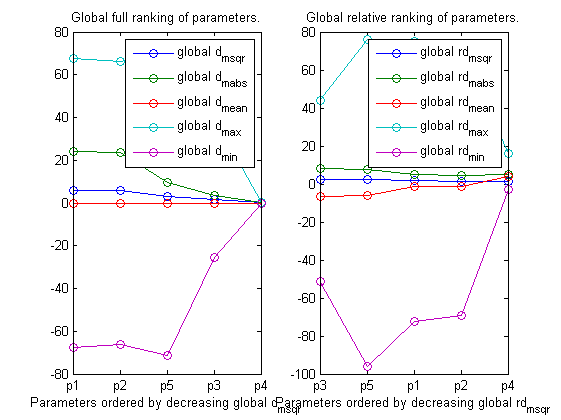 Global full ranking of parameters.
80
60
40
20
0
-20
-40
-60
-80
global d_msqr
global d_mabs
global d_mean
global d_max
global d_min
p1 p2 p5 p3 p4
Parameters ordered by decreasing global d_msqr
Global relative ranking of parameters.
80
60
40
20
0
-20
-40
-60
-80
-100
global rd_msqr
global rd_mabs
global rd_mean
global rd_max
global rd_min
p3 p5 p1 p2 p4
Parameters ordered by decreasing global rd_msqr